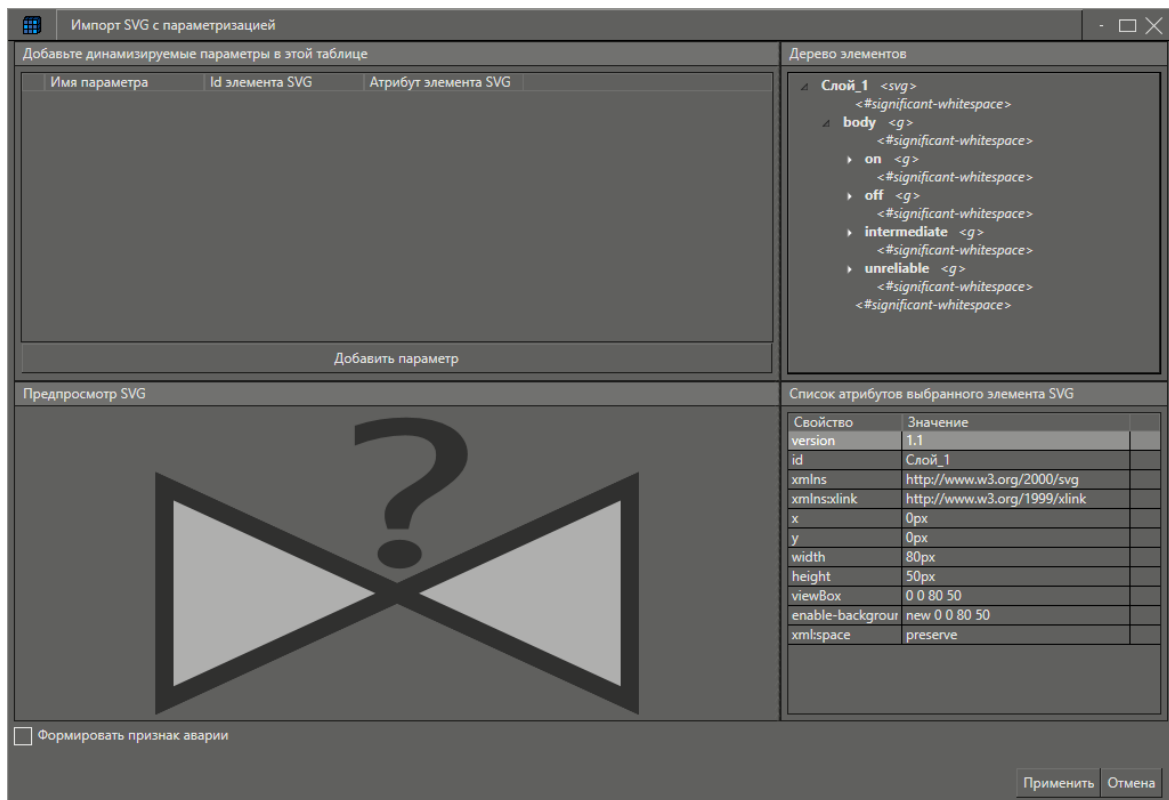 Импорт SVG с параметризацией
Добавьте динамизируемые параметры в этой таблице
Имя параметра Id элемента SVG Атрибут элемента SVG
Добавить параметр
Дерево элементов
Слой_1 <svg>
<#significant-whitespace>
body <g>
<#significant-whitespace>
on <g>
<#significant-whitespace>
off <g>
<#significant-whitespace>
intermediate <g>
<#significant-whitespace>
unreliable <g>
<#significant-whitespace>
<#significant-whitespace>
Предпросмотр SVG
?
Список атрибутов выбранного элемента SVG
Свойство Значение
version 1.1
id Слой_1
xmlns http://www.w3.org/2000/svg
xmlns:xlink http://www.w3.org/1999/xlink
x 0px
y 0px
width 80px
height 50px
viewBox 0 0 80 50
enable-backgrour new 0 0 80 50
xml:space preserve
Формировать признак аварии
Применить Отмена